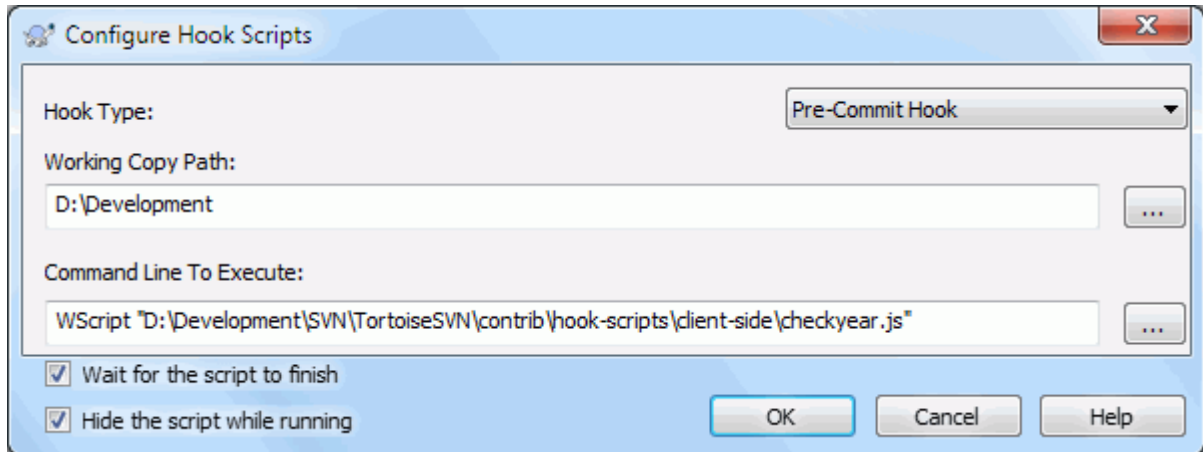 Configure Hook Scripts
Hook Type:
Pre-Commit Hook
Working Copy Path:
D:\Development
...
Command Line To Execute:
WScript "D:\Development\SVN\TortoiseSVN\contrib\hook-scripts\client-side\checkyear.js"
...
Wait for the script to finish
Hide the script while running
OK
Cancel
Help